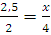 2,5/2 = x/4